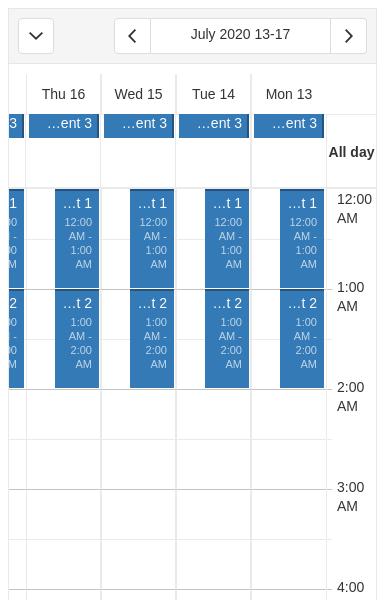 July 2020 13-17
Thu 16 Wed 15 Tue 14 Mon 13
3 ...ent 3 ...ent 3 ...ent 3 ...ent 3
All day
1 ...t 1 ...t 1 ...t 1 ...t 1
12:00 12:00 12:00 12:00
AM - AM - AM - AM -
1:00 1:00 1:00 1:00
AM AM AM AM
12:00
AM
2 ...t 2 ...t 2 ...t 2 ...t 2
1:00 1:00 1:00 1:00
AM - AM - AM - AM -
2:00 2:00 2:00 2:00
AM AM AM AM
1:00
AM
2:00
AM
3:00
AM
4:00